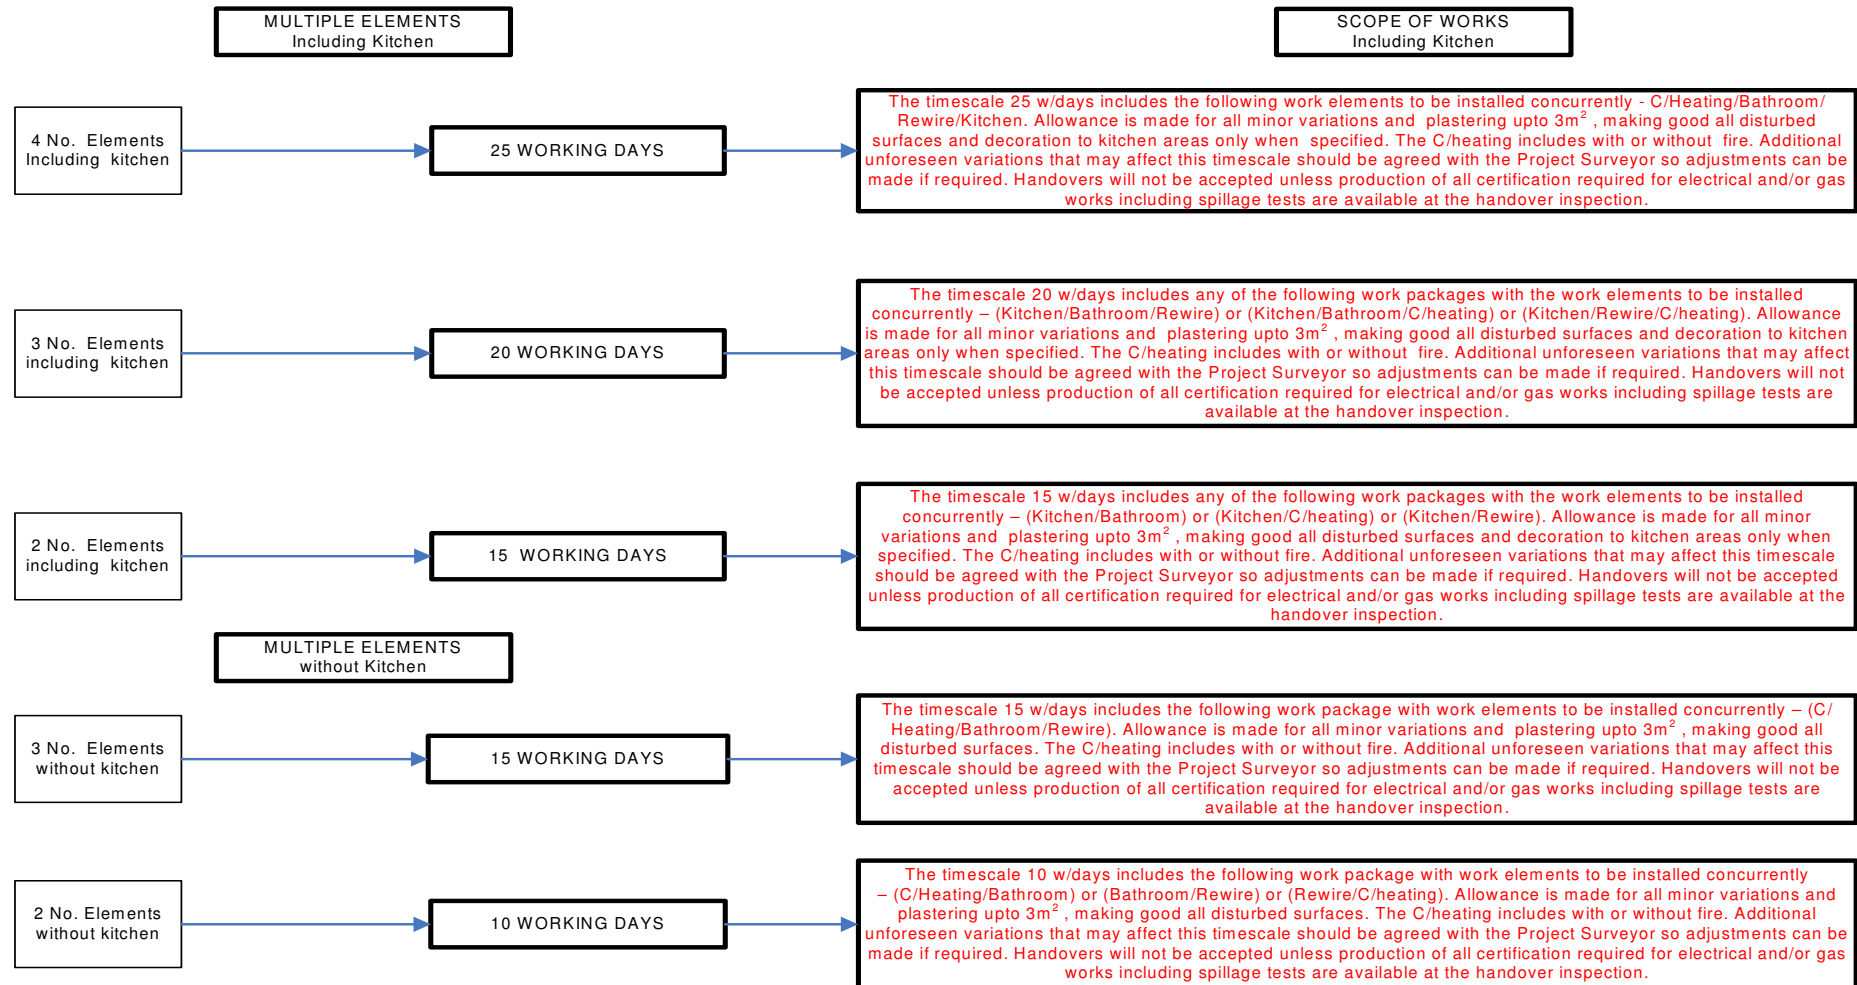 MULTIPLE ELEMENTS
Including Kitchen
SCOPE OF WORKS
Including Kitchen
4 No. Elements
Including kitchen
25 WORKING DAYS
The timescale 25 w/days includes the following work elements to be installed concurrently - C/Heating/Bathroom/
Rewire/Kitchen. Allowance is made for all minor variations and plastering upto 3m², making good all disturbed
surfaces and decoration to kitchen areas only when specified. The C/heating includes with or without fire. Additional
unforeseen variations that may affect this timescale should be agreed with the Project Surveyor so adjustments can be
made if required. Handovers will not be accepted unless production of all certification required for electrical and/or gas
works including spillage tests are available at the handover inspection.
3 No. Elements
including kitchen
20 WORKING DAYS
The timescale 20 w/days includes any of the following work packages with the work elements to be installed
concurrently – (Kitchen/Bathroom/Rewire) or (Kitchen/Bathroom/C/heating) or (Kitchen/Rewire/C/heating). Allowance
is made for all minor variations and plastering upto 3m², making good all disturbed surfaces and decoration to kitchen
areas only when specified. The C/heating includes with or without fire. Additional unforeseen variations that may affect
this timescale should be agreed with the Project Surveyor so adjustments can be made if required. Handovers will not
be accepted unless production of all certification required for electrical and/or gas works including spillage tests are
available at the handover inspection.
2 No. Elements
including kitchen
15 WORKING DAYS
The timescale 15 w/days includes any of the following work packages with the work elements to be installed
concurrently – (Kitchen/Bathroom) or (Kitchen/C/heating) or (Kitchen/Rewire). Allowance is made for all minor
variations and plastering upto 3m², making good all disturbed surfaces and decoration to kitchen areas only when
specified. The C/heating includes with or without fire. Additional unforeseen variations that may affect this timescale
should be agreed with the Project Surveyor so adjustments can be made if required. Handovers will not be accepted
unless production of all certification required for electrical and/or gas works including spillage tests are available at the
handover inspection.
MULTIPLE ELEMENTS
without Kitchen
3 No. Elements
without kitchen
15 WORKING DAYS
The timescale 15 w/days includes the following work package with work elements to be installed concurrently – (C/
Heating/Bathroom/Rewire). Allowance is made for all minor variations and plastering upto 3m², making good all
disturbed surfaces. The C/heating includes with or without fire. Additional unforeseen variations that may affect this
timescale should be agreed with the Project Surveyor so adjustments can be made if required. Handovers will not be
accepted unless production of all certification required for electrical and/or gas works including spillage tests are
available at the handover inspection.
2 No. Elements
without kitchen
10 WORKING DAYS
The timescale 10 w/days includes the following work package with work elements to be installed concurrently
– (C/Heating/Bathroom) or (Bathroom/Rewire) or (Rewire/C/heating). Allowance is made for all minor variations and
plastering upto 3m², making good all disturbed surfaces. The C/heating includes with or without fire. Additional
unforeseen variations that may affect this timescale should be agreed with the Project Surveyor so adjustments can be
made if required. Handovers will not be accepted unless production of all certification required for electrical and/or gas
works including spillage tests are available at the handover inspection.